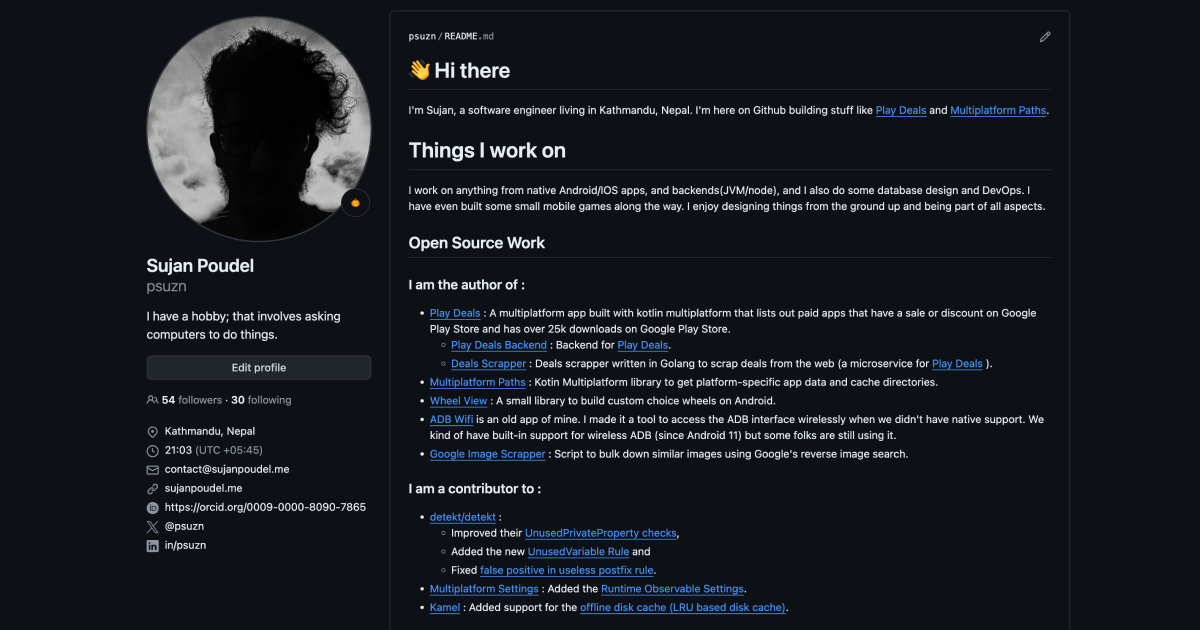 Sujan Poudel
psuzn
I have a hobby; that involves asking
computers to do things.
Edit profile
54 followers · 30 following
Kathmandu, Nepal
21:03 (UTC +05:45)
contact@sujanpoudel.me
sujanpoudel.me
https://orcid.org/0009-0000-8090-7865
@psuzn
in/psuzn
psuzn/README.md
👋 Hi there
I'm Sujan, a software engineer living in Kathmandu, Nepal. I'm here on Github building stuff like Play Deals and Multiplatform Paths.
Things I work on
I work on anything from native Android/IOS apps, and backends(JVM/node), and I also do some database design and DevOps. I
have even built some small mobile games along the way. I enjoy designing things from the ground up and being part of all aspects.
Open Source Work
I am the author of :
• Play Deals : A multiplatform app built with kotlin multiplatform that lists out paid apps that have a sale or discount on Google
Play Store and has over 25k downloads on Google Play Store.
◦ Play Deals Backend : Backend for Play Deals.
◦ Deals Scrapper : Deals scrapper written in Golang to scrap deals from the web (a microservice for Play Deals ).
• Multiplatform Paths : Kotin Multiplatform library to get platform-specific app data and cache directories.
• Wheel View : A small library to build custom choice wheels on Android.
• ADB Wifi is an old app of mine. I made it a tool to access the ADB interface wirelessly when we didn't have native support. We
kind of have built-in support for wireless ADB (since Android 11) but some folks are still using it.
• Google Image Scrapper : Script to bulk down similar images using Google's reverse image search.
I am a contributor to :
• detekt/detekt :
◦ Improved their UnusedPrivateProperty checks,
◦ Added the new UnusedVariable Rule and
◦ Fixed false positive in useless postfix rule.
• Multiplatform Settings : Added the Runtime Observable Settings.
• Kamel : Added support for the offline disk cache (LRU based disk cache).